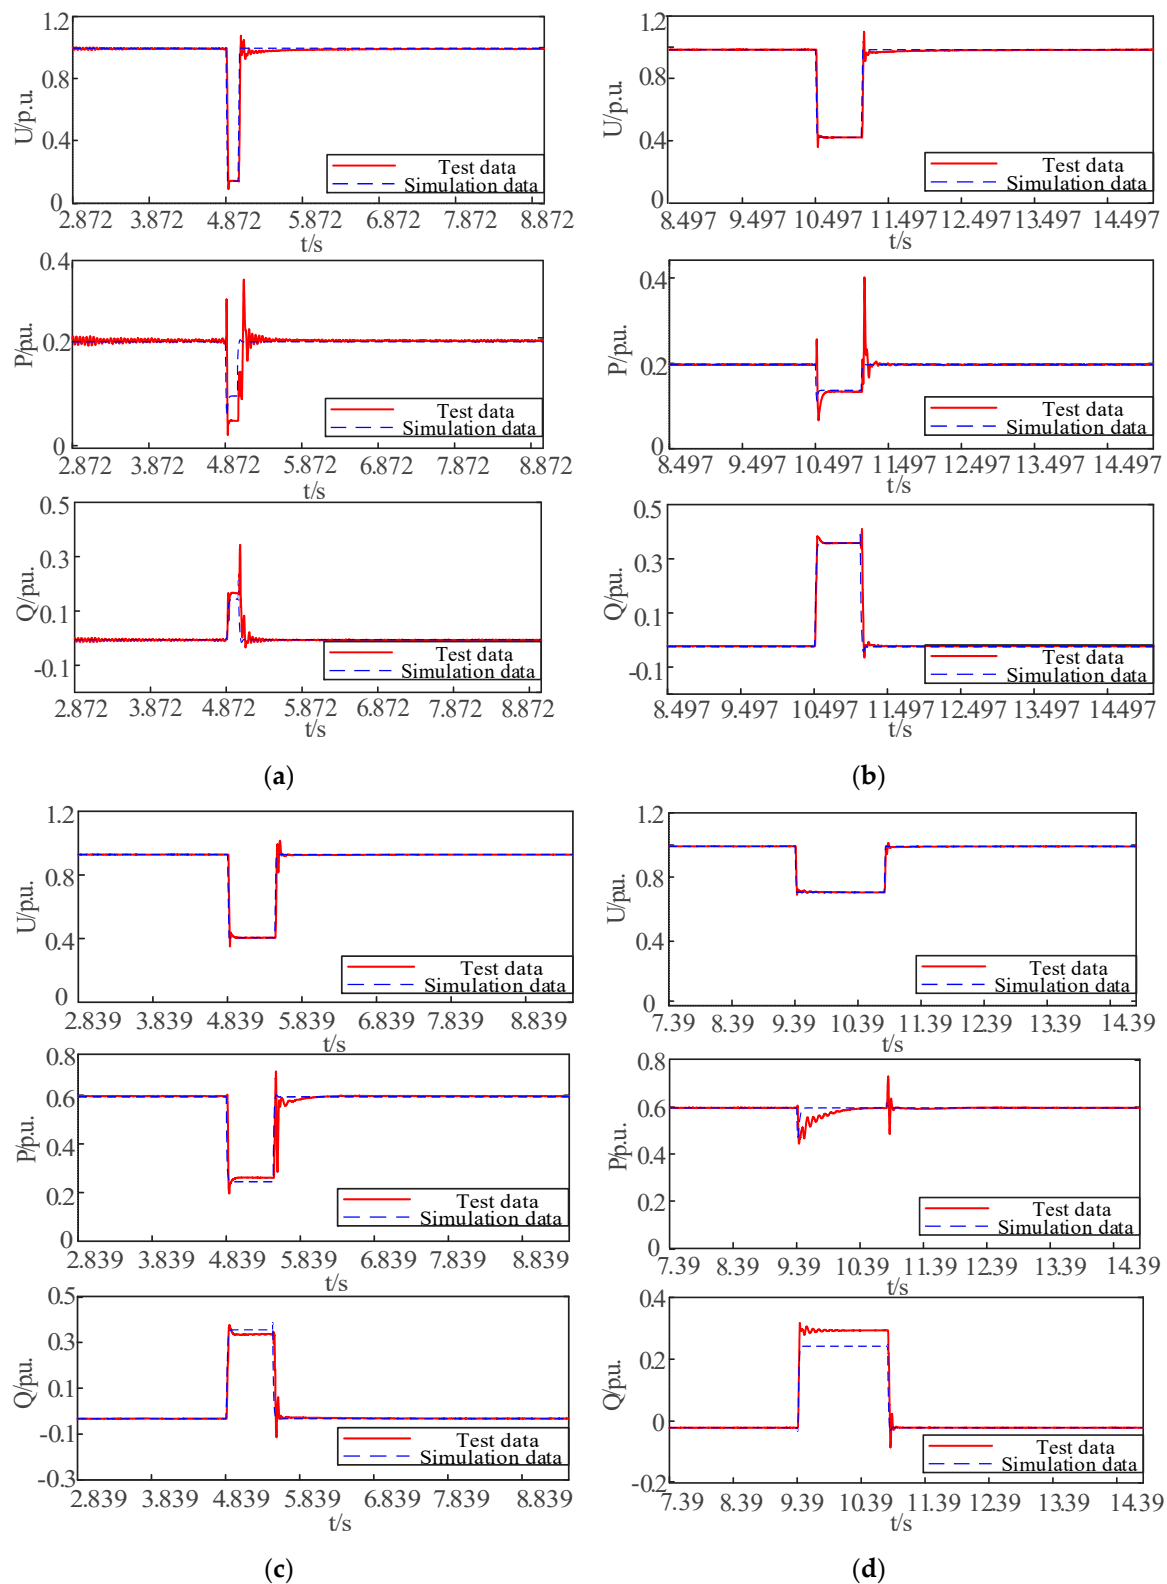 1.2
0.8
0.4
0
U/p.u.
Test data
Simulation data
2.872 3.872 4.872 5.872 6.872 7.872 8.872
t/s
0.4
0.2
0
P/p.u.
Test data
Simulation data
2.872 3.872 4.872 5.872 6.872 7.872 8.872
t/s
0.5
0.3
0.1
-0.1
Q/p.u.
Test data
Simulation data
2.872 3.872 4.872 5.872 6.872 7.872 8.872
t/s
(a)
1.2
0.8
0.4
0
U/p.u.
Test data
Simulation data
8.497 9.497 10.497 11.497 12.497 13.497 14.497
t/s
0.4
0.2
0
P/p.u.
Test data
Simulation data
8.497 9.497 10.497 11.497 12.497 13.497 14.497
t/s
0.5
0.3
0.1
-0.1
Q/p.u.
Test data
Simulation data
8.497 9.497 10.497 11.497 12.497 13.497 14.497
t/s
(b)
1.2
0.8
0.4
0
U/p.u.
Test data
Simulation data
2.839 3.839 4.839 5.839 6.839 7.839 8.839
t/s
0.8
0.6
0.4
0.2
0
P/p.u.
Test data
Simulation data
2.839 3.839 4.839 5.839 6.839 7.839 8.839
t/s
0.5
0.3
0.1
-0.1
-0.3
Q/p.u.
Test data
Simulation data
2.839 3.839 4.839 5.839 6.839 7.839 8.839
t/s
(c)
1.2
0.8
0.4
0
U/p.u.
Test data
Simulation data
7.39 8.39 9.39 10.39 11.39 12.39 13.39 14.39
t/s
0.8
0.6
0.4
0.2
0
P/p.u.
Test data
Simulation data
7.39 8.39 9.39 10.39 11.39 12.39 13.39 14.39
t/s
0.4
0.2
0
-0.2
Q/p.u.
Test data
Simulation data
7.39 8.39 9.39 10.39 11.39 12.39 13.39 14.39
t/s
(d)